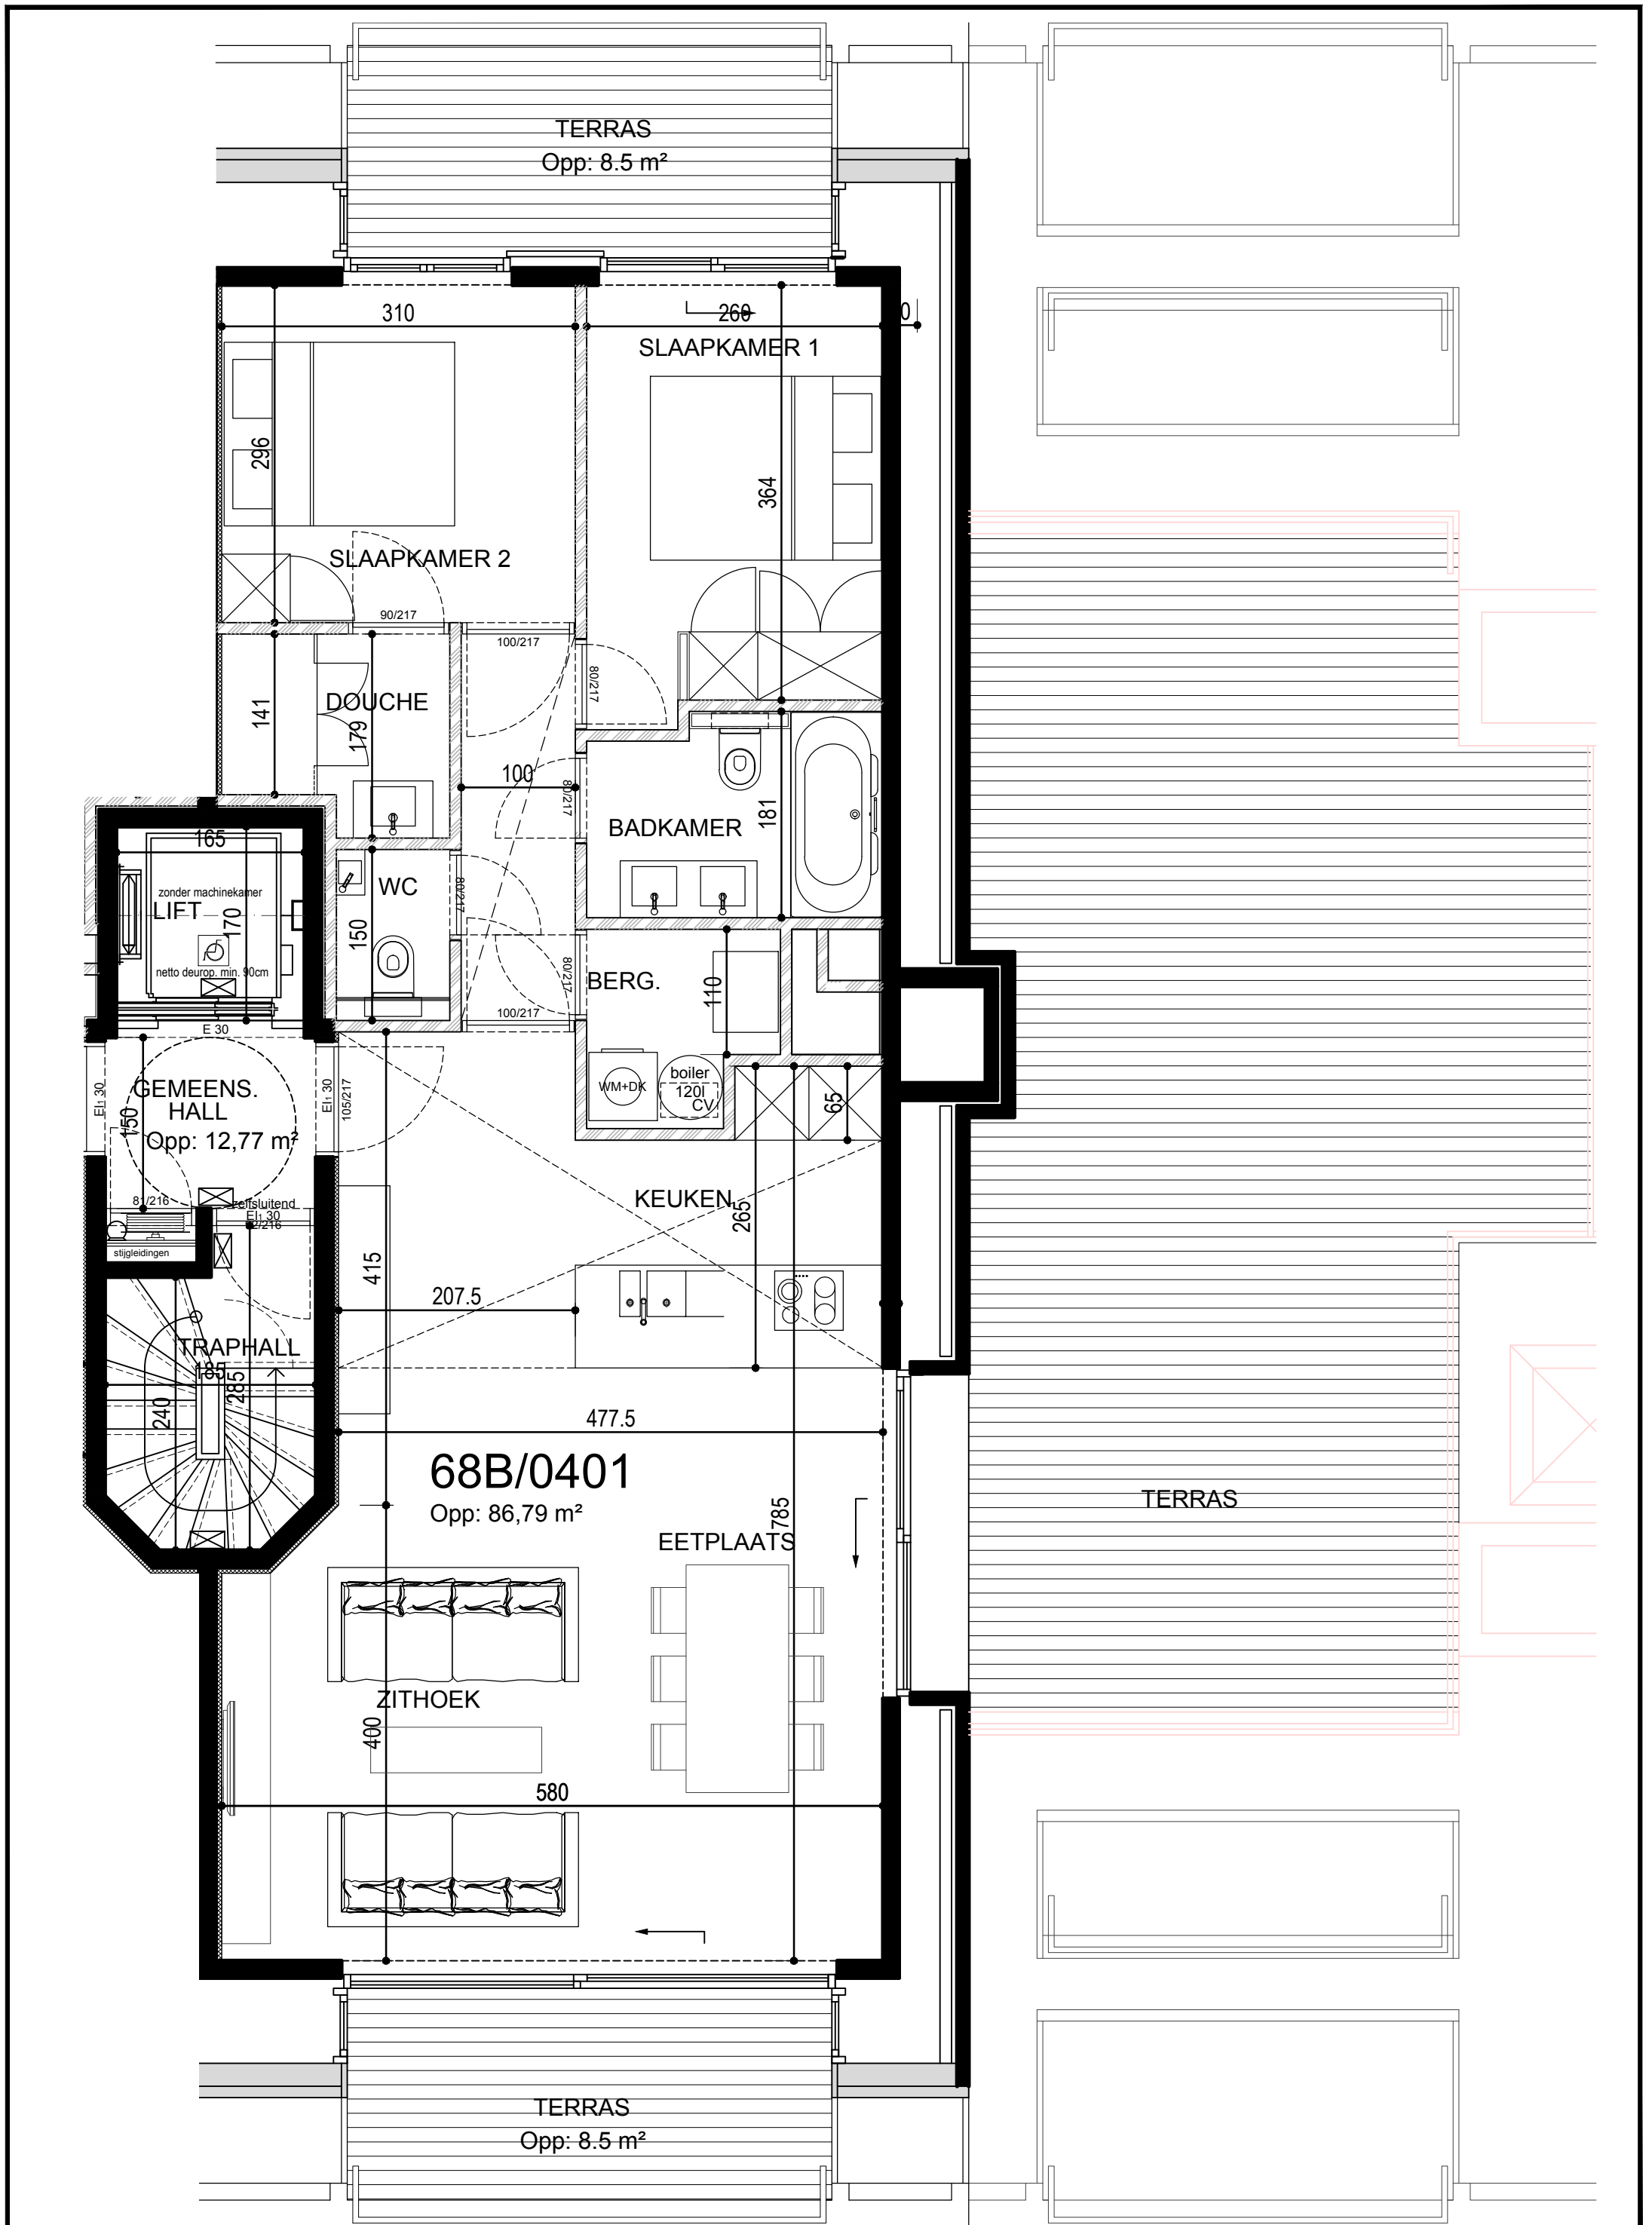 TERRAS
Opp: 8.5 m²
310
260
0
SLAAPKAMER 1
296
364
SLAAPKAMER 2
90/217
100/217
80/217
DOUCHE
141
179
100
80/217
181
BADKAMER
165
zonder machinekamer
LIFT
170
netto deurop. min. 90cm
WC
150
80/217
80/217
BERG.
110
100/217
E 30
boiler
120l
CV
WM+DK
65
GEMEENS.
HALL
Opp: 12,77 m²
150
EI₁ 30
EI₁ 30
105/217
81/216
zelfsluitend
EI₁ 30
stijgleidingen
KEUKEN
265
415
207.5
TRAPHALL
185
285
240
477.5
68B/0401
Opp: 86,79 m²
785
EETPLAATS
TERRAS
ZITHOEK
400
580
TERRAS
Opp: 8.5 m²